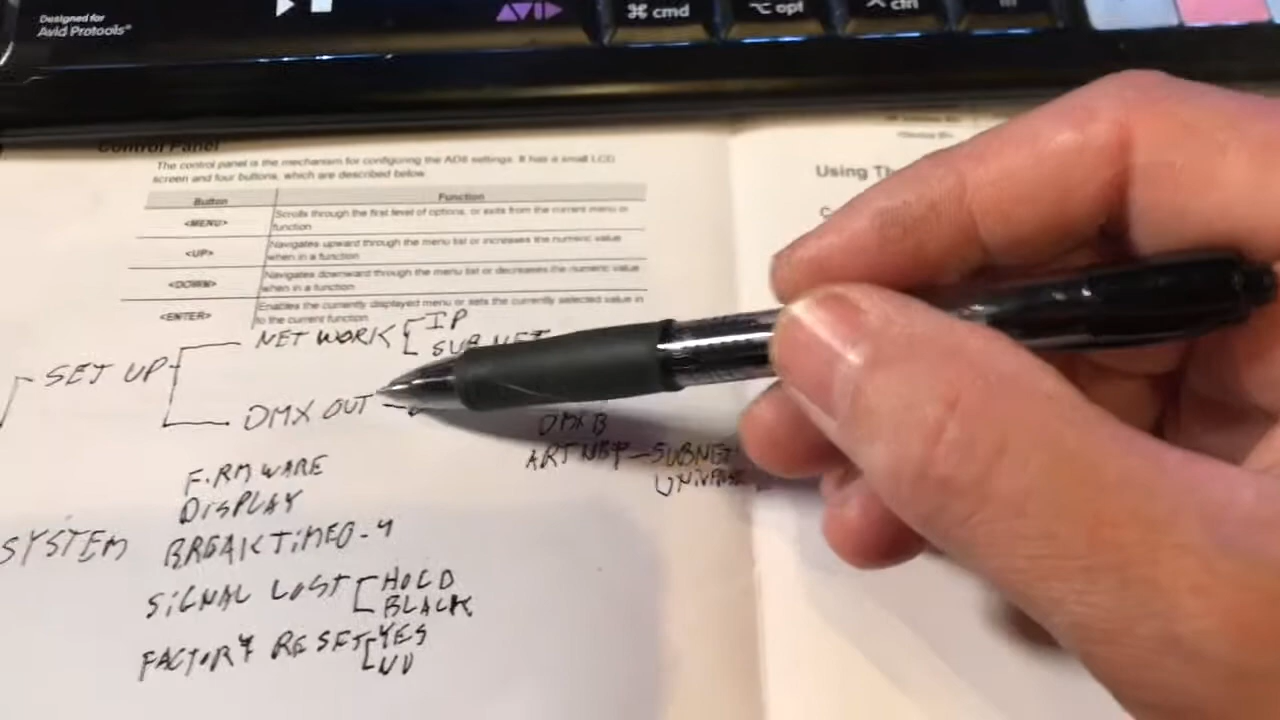 Designed for
Avid Protools®
AVID
⌘ cmd
⌥ opt
^ ctrl
Control Panel
The control panel is the mechanism for configuring the AD8 settings. It has a small LCD
screen and four buttons, which are described below.
Button Function
<MENU> Scrolls through the first level of options, or exits from the current menu or
function
<UP> Navigates upward through the menu list or increases the numeric value
when in a function
<DOWN> Navigates downward through the menu list or decreases the numeric value
when in a function
<ENTER> Enables the currently displayed menu or sets the currently selected value in
to the current function
Using
SET UP
NETWORK
IP
SUBNET
DMX OUT
DMX B
ARTNET - SUBNET
UNIVERSE
SYSTEM
FIRMWARE
DISPLAY
BREAKTIME 0-4
SIGNAL LOST
HOLD
BLACK
FACTORY RESET
YES
NO